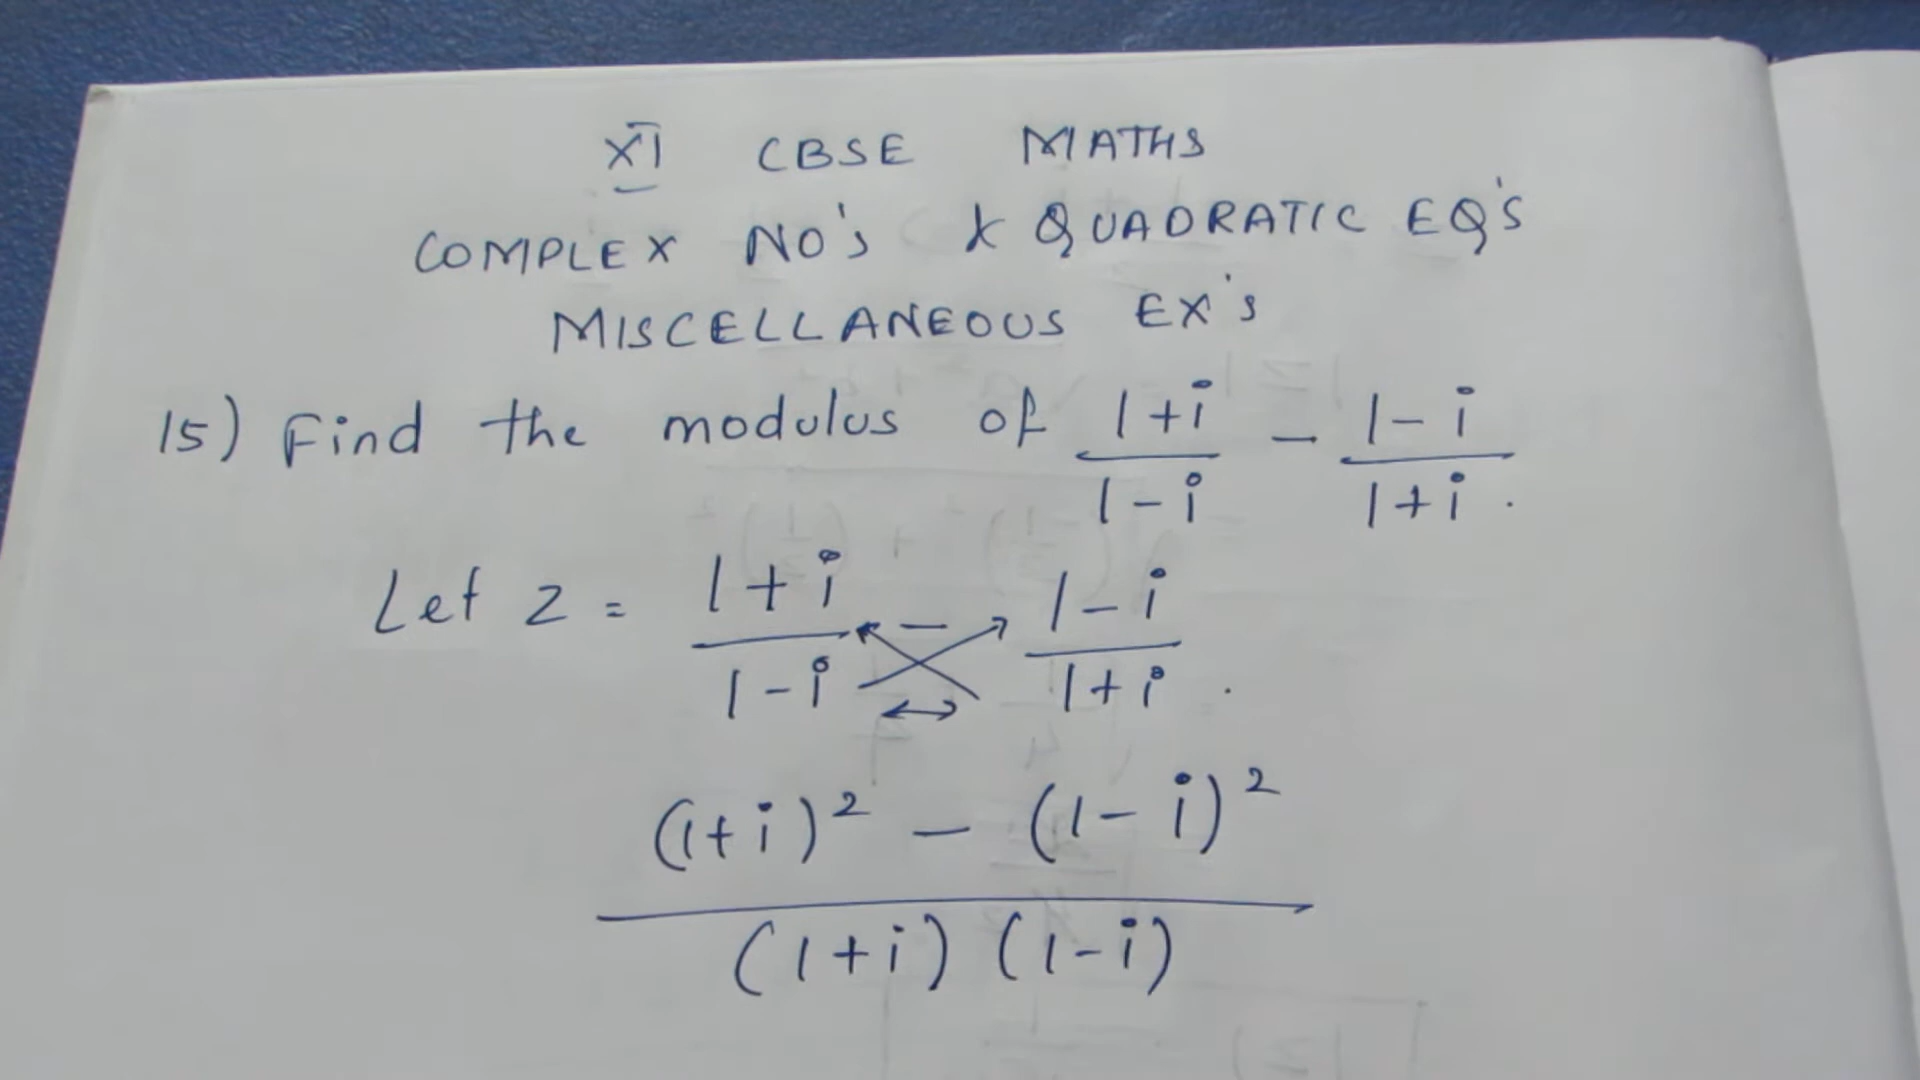 XI CBSE MATHS
COMPLEX NO's & QUADRATIC EQ'S
MISCELLANEOUS EX's
15) Find the modulus of (1+i)/(1-i) - (1-i)/(1+i).
Let z = (1+i)/(1-i) - (1-i)/(1+i).
(1+i)² - (1-i)²
(1+i) (1-i)